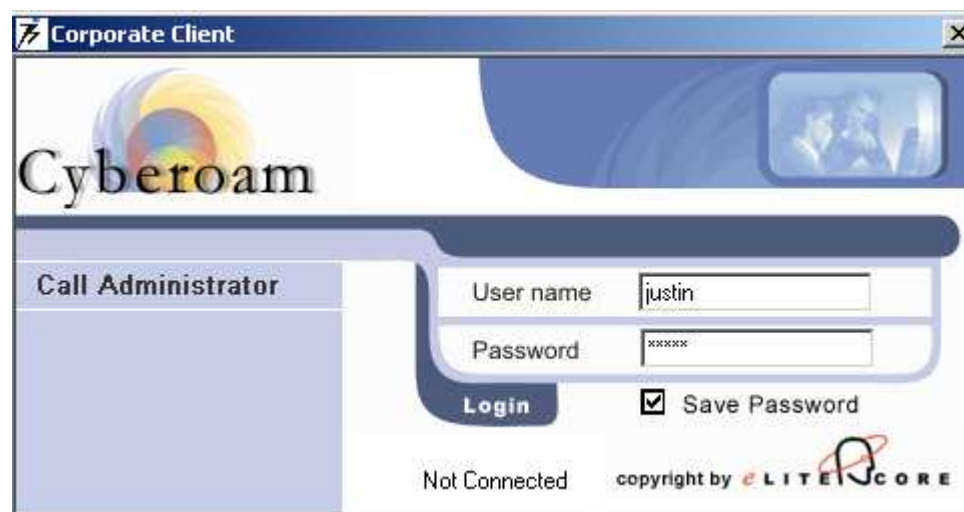 Corporate Client
Cyberoam
Call Administrator
User name justin
Password *****
Login Save Password
Not Connected copyright by eLITECORE